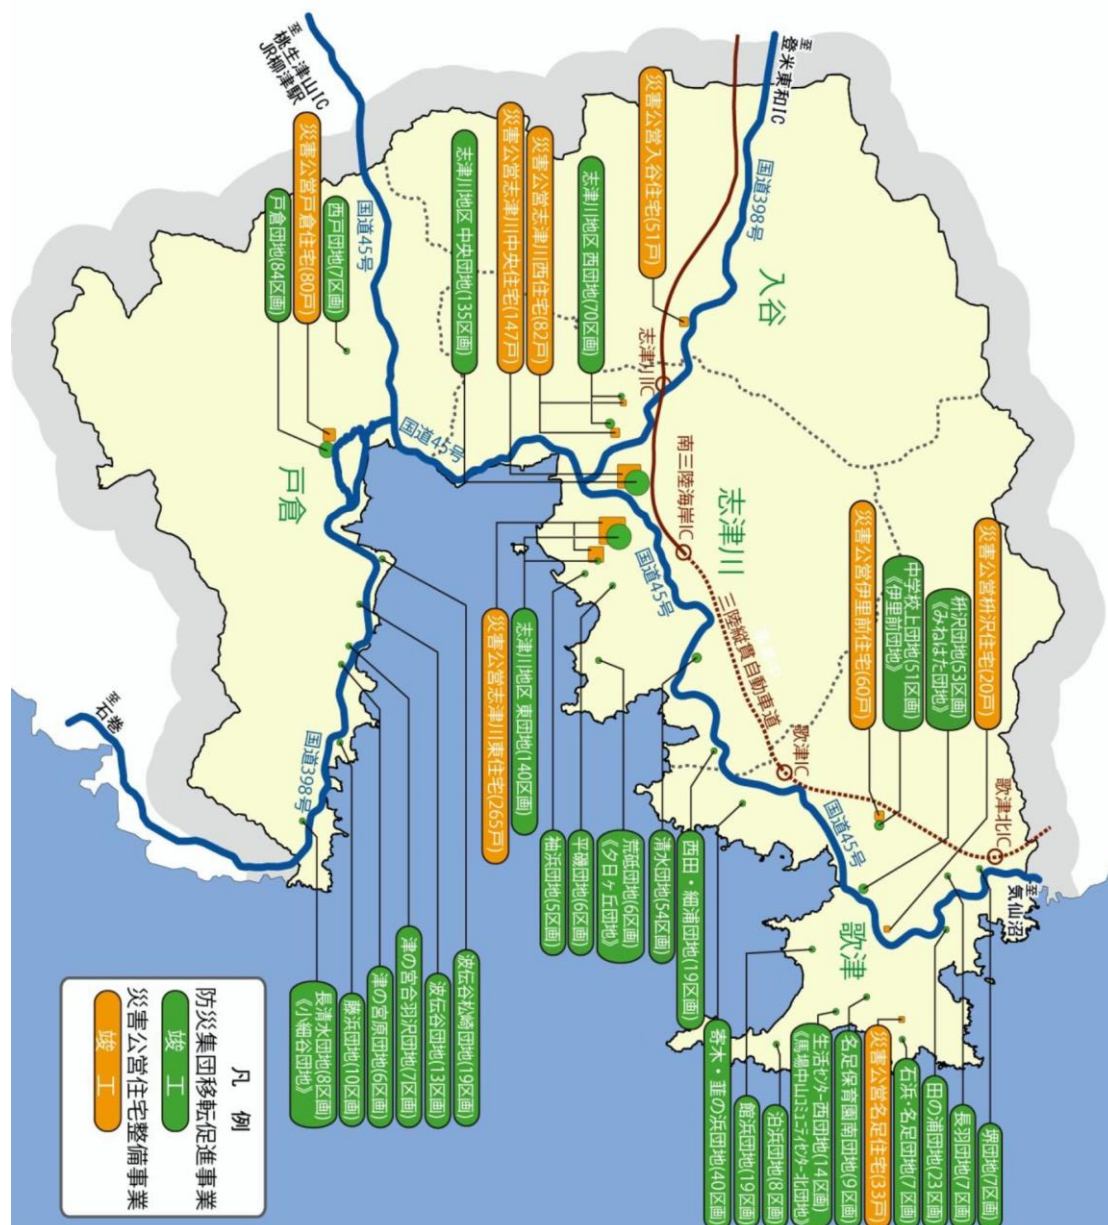 堺団地(7区画)
長羽団地(7区画)
田の浦団地(23区画)
石浜・名足団地(7区画)
災害公営名足住宅(33戸)
名足保育園南団地(9区画)
生活センター西団地(14区画)
《馬場中山コミュニティセンター北団地》
泊浜団地(8区画)
館浜団地(19区画)
寄木・韮の浜団地(40区画)
至
気仙沼
歌津北IC
災害公営枡沢住宅(20戸)
枡沢団地(53区画)
《みねはた団地》
中学校上団地(51区画)
《伊里前団地》
災害公営伊里前住宅(60戸)
国道45号
歌津
歌津IC
至
登米東和IC
国道398号
入谷
志津川
三陸縦貫自動車道
南三陸海岸IC
志津川IC
災害公営入谷住宅(51戸)
国道45号
西田・細浦団地(19区画)
清水団地(54区画)
荒砥団地(6区画)
《夕日ヶ丘団地》
平磯団地(6区画)
袖浜団地(5区画)
志津川地区 西団地(70区画)
災害公営志津川西住宅(82戸)
災害公営志津川中央住宅(147戸)
志津川地区 中央団地(135区画)
志津川地区 東団地(140区画)
災害公営志津川東住宅(265戸)
国道45号
国道45号
至
桃生津山IC
JR柳津駅
西戸団地(7区画)
災害公営戸倉住宅(80戸)
戸倉団地(84区画)
戸倉
波伝谷松崎団地(19区画)
波伝谷団地(13区画)
津の宮合羽沢団地(7区画)
津の宮原団地(6区画)
藤浜団地(10区画)
長清水団地(8区画)
《小細谷団地》
国道398号
至
石巻
凡 例
防災集団移転促進事業
竣 工
災害公営住宅整備事業
竣 工